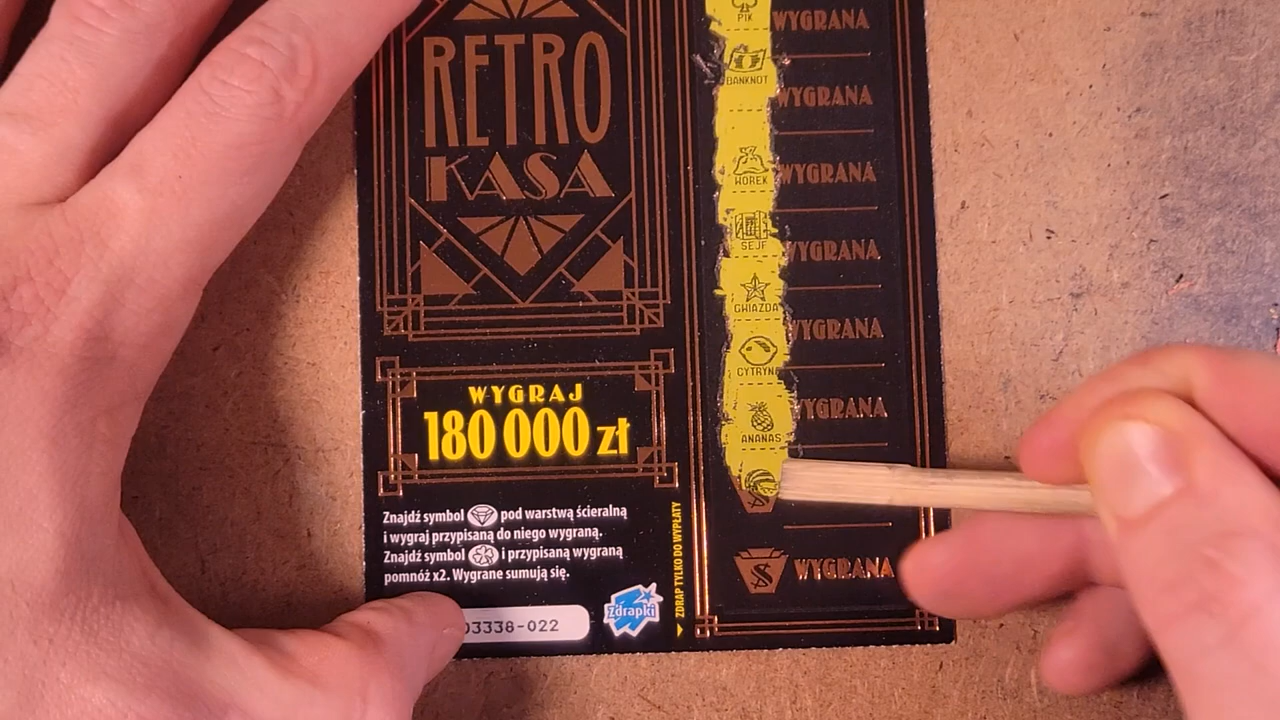 RETRO
KASA
WYGRAJ
180 000 zł
Znajdź symbol pod warstwą ścieralną
i wygraj przypisaną do niego wygraną.
Znajdź symbol i przypisaną wygraną
pomnóż x2. Wygrane sumują się.
03338-022
Zdrapki
ZDRAP TYLKO DO WYPŁATY
PIK
WYGRANA
BANKNOT
WYGRANA
WOREK
WYGRANA
SEJF
WYGRANA
GWIAZDA
WYGRANA
CYTRYNA
WYGRANA
ANANAS
WYGRANA
$
$ WYGRANA